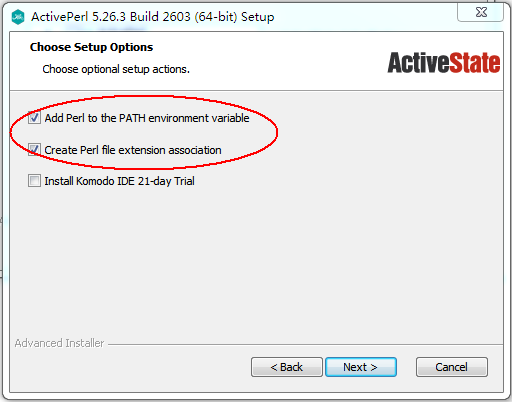 ActivePerl 5.26.3 Build 2603 (64-bit) Setup
Choose Setup Options
Choose optional setup actions.
ActiveState
Add Perl to the PATH environment variable
Create Perl file extension association
Install Komodo IDE 21-day Trial
Advanced Installer
< Back
Next >
Cancel